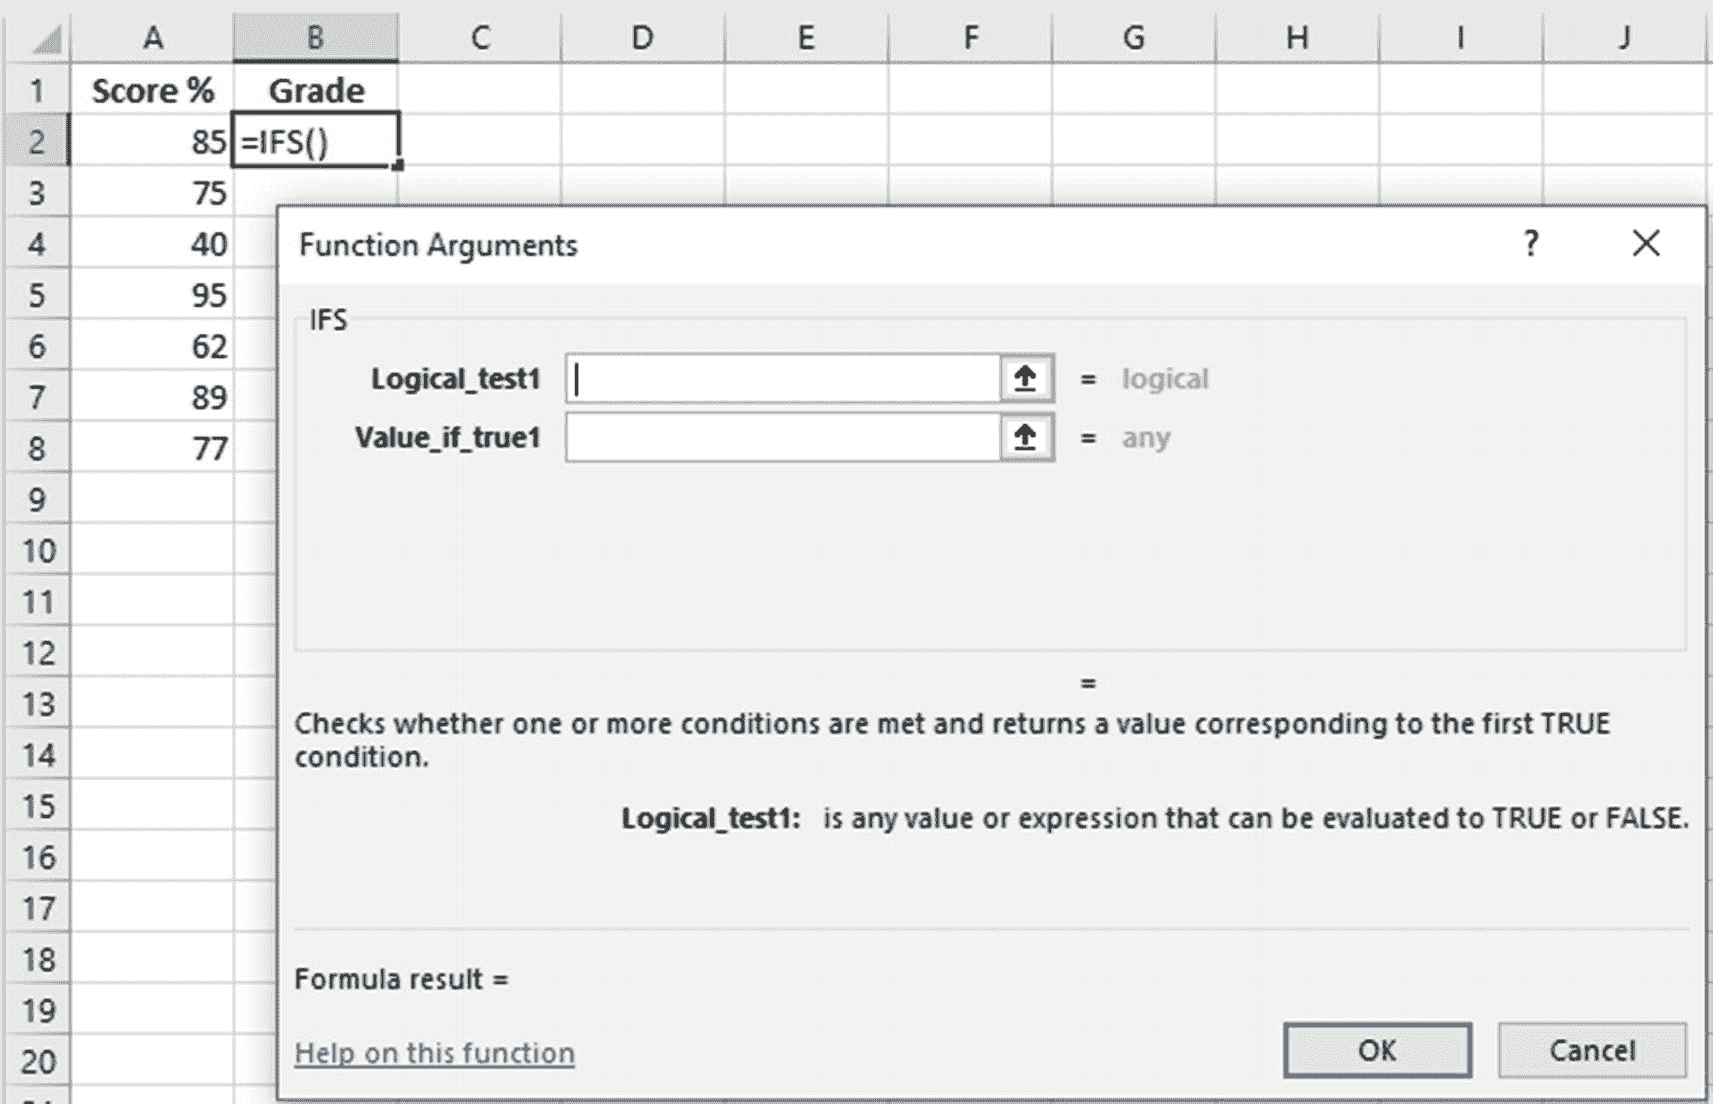 A B C D E F G H I J
1 Score % Grade
2 85 =IFS()
3 75
4 40
5 95
6 62
7 89
8 77
9
10
11
12
13
14
15
16
17
18
19
20
Function Arguments ? ×
IFS
Logical_test1 = logical
Value_if_true1 = any
=
Checks whether one or more conditions are met and returns a value corresponding to the first TRUE
condition.
Logical_test1: is any value or expression that can be evaluated to TRUE or FALSE.
Formula result =
Help on this function OK Cancel